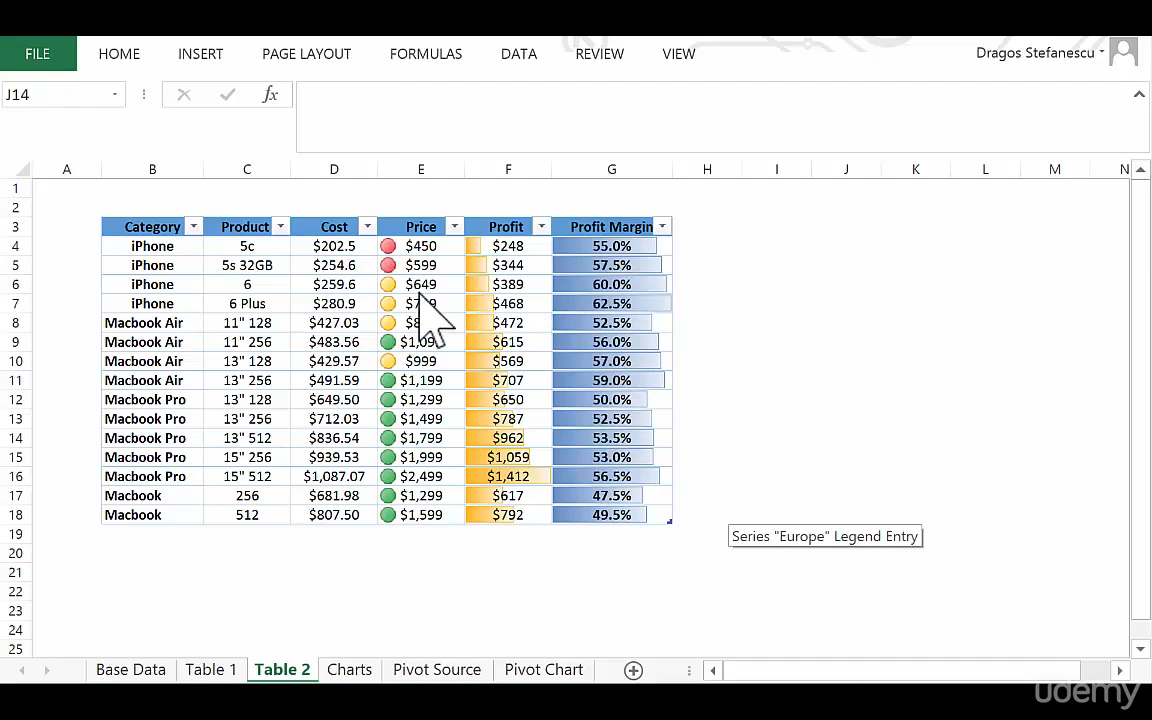 FILE HOME INSERT PAGE LAYOUT FORMULAS DATA REVIEW VIEW Dragos Stefanescu
J14 fx
A B C D E F G H I J K L M N
1
2
3 Category Product Cost Price Profit Profit Margin
4 iPhone 5c $202.5 $450 $248 55.0%
5 iPhone 5s 32GB $254.6 $599 $344 57.5%
6 iPhone 6 $259.6 $649 $389 60.0%
7 iPhone 6 Plus $280.9 $468 62.5%
8 Macbook Air 11" 128 $427.03 $472 52.5%
9 Macbook Air 11" 256 $483.56 $615 56.0%
10 Macbook Air 13" 128 $429.57 $999 $569 57.0%
11 Macbook Air 13" 256 $491.59 $1,199 $707 59.0%
12 Macbook Pro 13" 128 $649.50 $1,299 $650 50.0%
13 Macbook Pro 13" 256 $712.03 $1,499 $787 52.5%
14 Macbook Pro 13" 512 $836.54 $1,799 $962 53.5%
15 Macbook Pro 15" 256 $939.53 $1,999 $1,059 53.0%
16 Macbook Pro 15" 512 $1,087.07 $2,499 $1,412 56.5%
17 Macbook 256 $681.98 $1,299 $617 47.5%
18 Macbook 512 $807.50 $1,599 $792 49.5%
19
Series "Europe" Legend Entry
20
21
22
23
24
25
Base Data Table 1 Table 2 Charts Pivot Source Pivot Chart
udemy